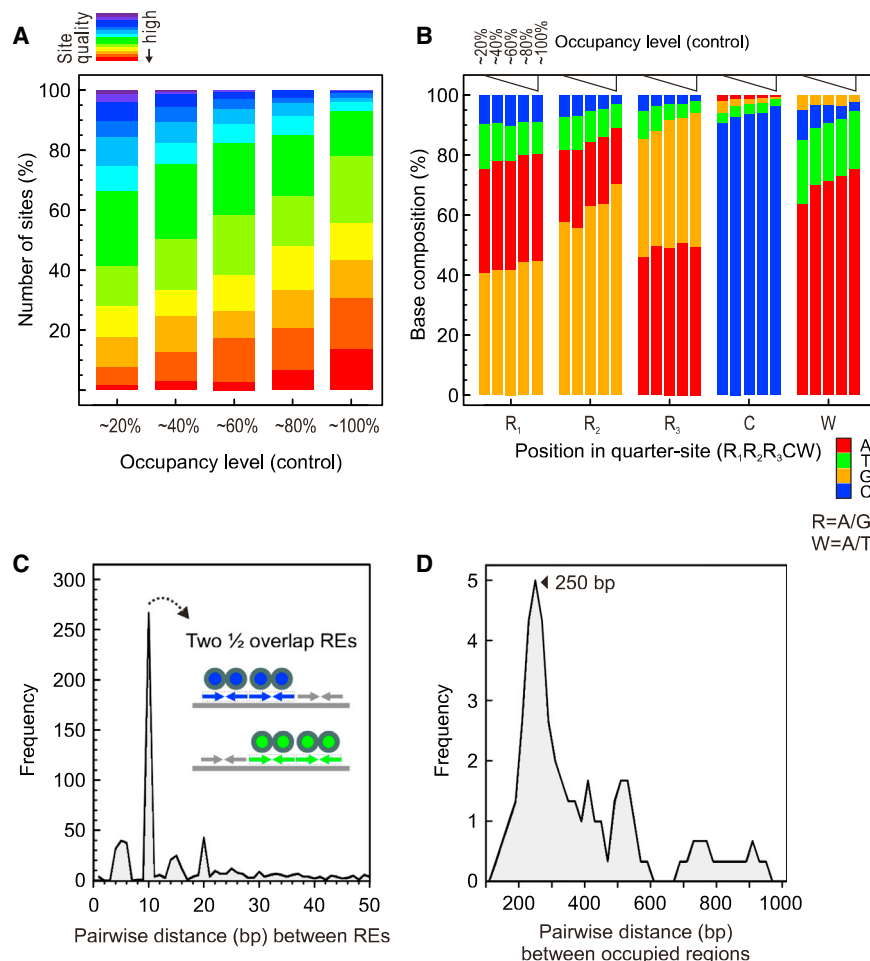 A
Site quality
high
Number of sites (%)
100
80
60
40
20
~20% ~40% ~60% ~80% ~100%
Occupancy level (control)
B
~20%
~40%
~60%
~80%
~100%
Occupancy level (control)
Base composition (%)
100
80
60
40
20
0
R₁ R₂ R₃ C W
Position in quarter-site (R₁R₂R₃CW)
A
T
G
C
R=A/G
W=A/T
C
Frequency
300
250
200
150
100
50
0
Two ½ overlap REs
0 10 20 30 40 50
Pairwise distance (bp) between REs
D
Frequency
5
4
3
2
1
0
250 bp
200 400 600 800 1000
Pairwise distance (bp)
between occupied regions